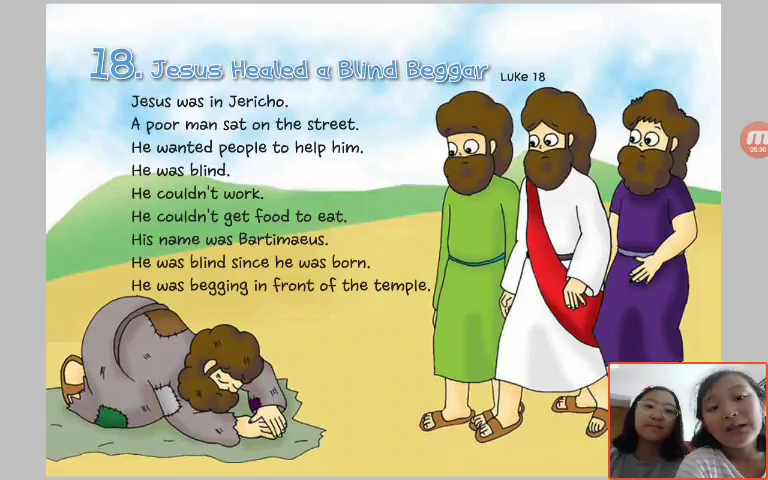 18. Jesus Healed a Blind Beggar Luke 18
Jesus was in Jericho.
A poor man sat on the street.
He wanted people to help him.
He was blind.
He couldn't work.
He couldn't get food to eat.
His name was Bartimaeus.
He was blind since he was born.
He was begging in front of the temple.
M
05:30